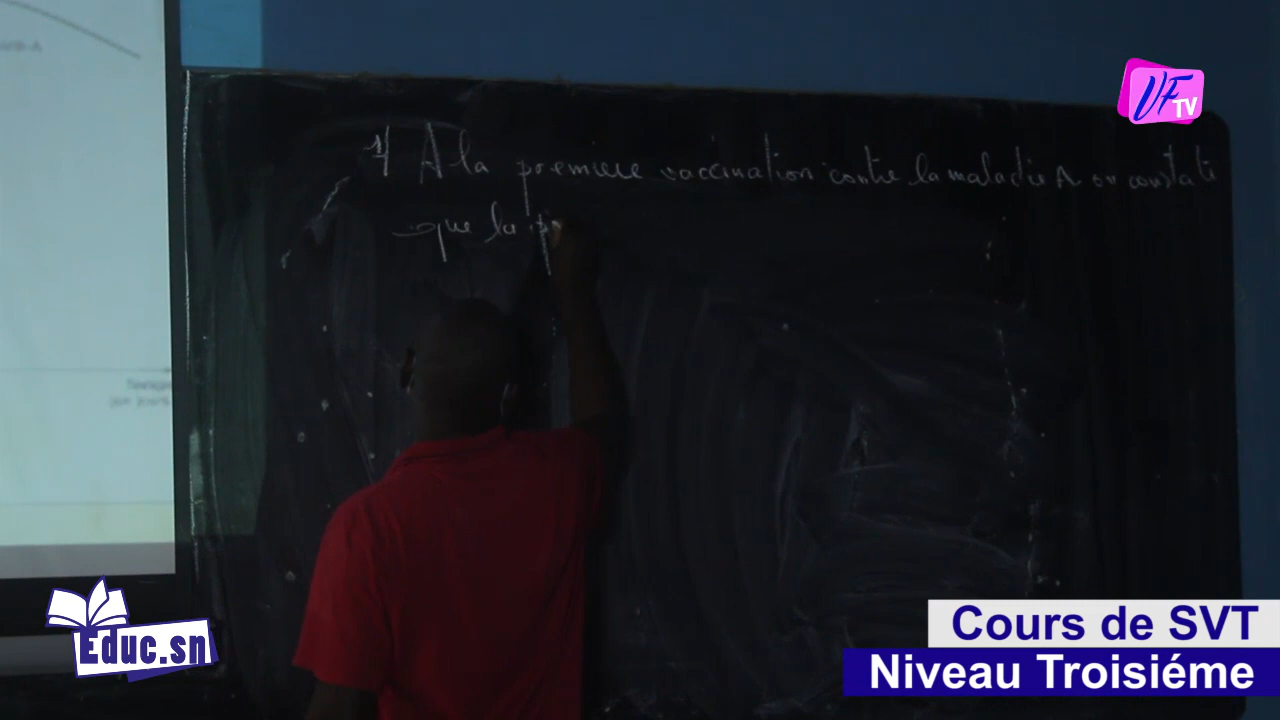 1) A la premiere vaccination contre la maladie A on constate
que la
VF TV
Educ.sn
Cours de SVT
Niveau Troisiéme